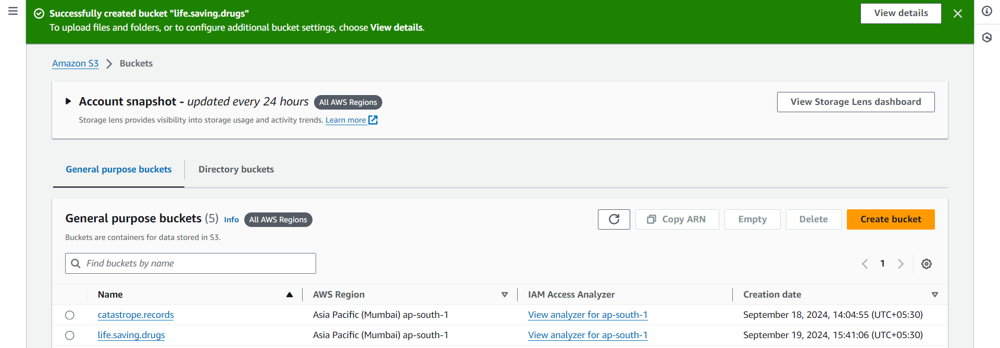 Successfully created bucket "life.saving.drugs"
To upload files and folders, or to configure additional bucket settings, choose View details.
View details
Amazon S3 Buckets
Account snapshot - updated every 24 hours All AWS Regions
Storage lens provides visibility into storage usage and activity trends. Learn more
View Storage Lens dashboard
General purpose buckets Directory buckets
General purpose buckets (5) Info All AWS Regions
Buckets are containers for data stored in S3.
Copy ARN Empty Delete Create bucket
Find buckets by name
1
Name AWS Region IAM Access Analyzer Creation date
catastrope.records Asia Pacific (Mumbai) ap-south-1 View analyzer for ap-south-1 September 18, 2024, 14:04:55 (UTC+05:30)
life.saving.drugs Asia Pacific (Mumbai) ap-south-1 View analyzer for ap-south-1 September 19, 2024, 15:41:06 (UTC+05:30)